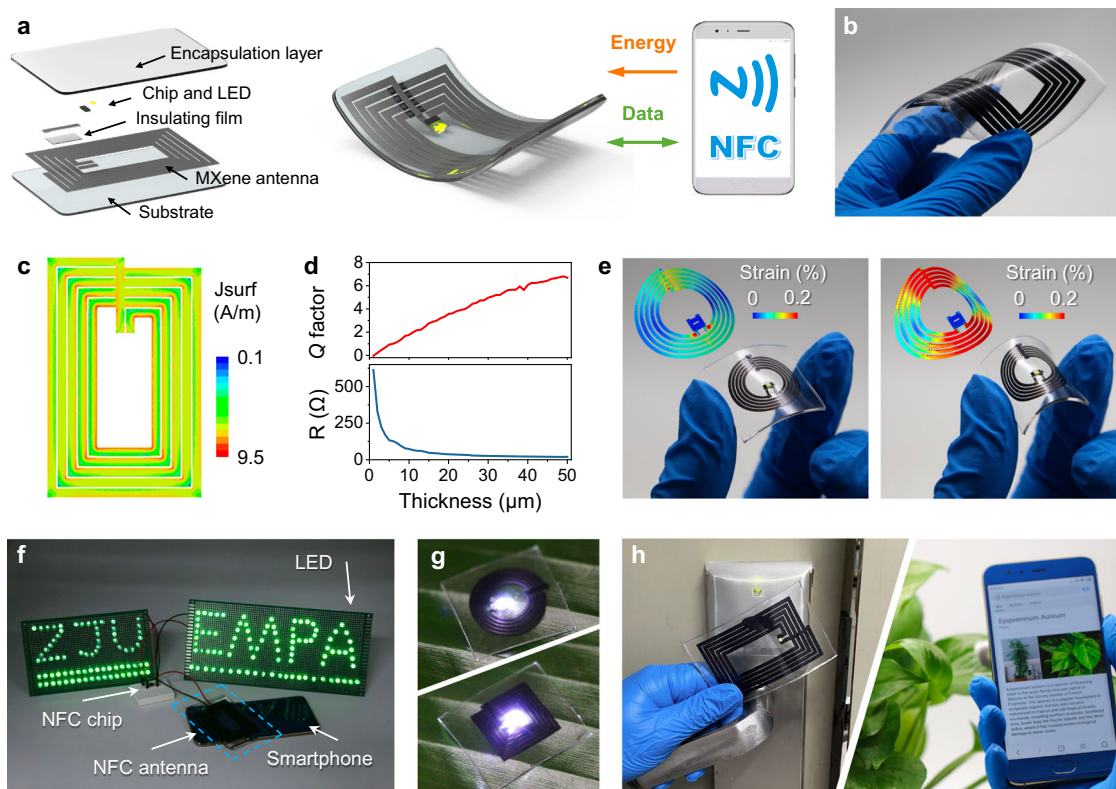 a
Encapsulation layer
Chip and LED
Insulating film
MXene antenna
Substrate
Energy
Data
NFC
b
c
Jsurf
(A/m)
0.1
9.5
d
Q factor
8
6
4
2
0
R (Ω)
500
250
0
0 10 20 30 40 50
Thickness (µm)
e
Strain (%)
0 0.2
Strain (%)
0 0.2
f
LED
ZJU
EMPA
NFC chip
NFC antenna
Smartphone
g
h
Epipremnum Aureum